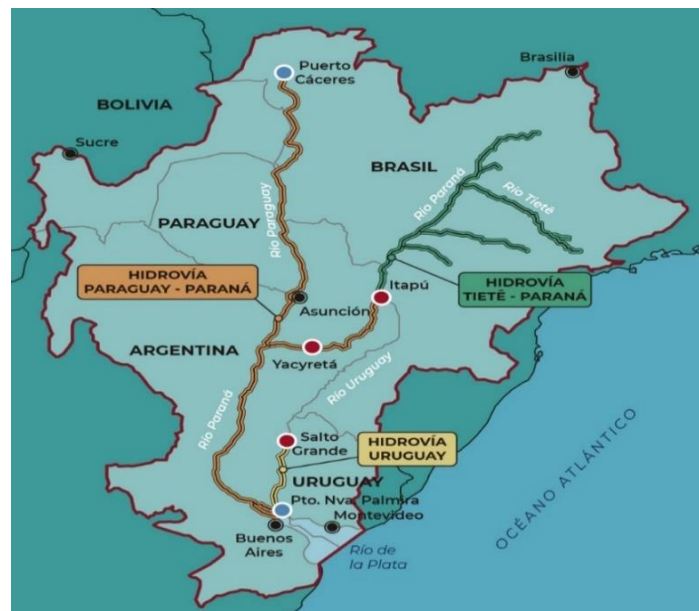 Brasilia
Puerto
Cáceres
BOLIVIA
Sucre
BRASIL
Río Paraná
Río Tietê
Río Paraguay
PARAGUAY
HIDROVÍA
PARAGUAY - PARANÁ
Itapú
HIDROVÍA
TIETÊ - PARANÁ
Asunción
ARGENTINA
Yacyretá
Río Uruguay
Río Paraná
Salto
Grande
HIDROVÍA
URUGUAY
URUGUAY
Pto. Nva. Palmira
Montevideo
Buenos
Aires
Río de
la Plata
OCÉANO ATLÁNTICO